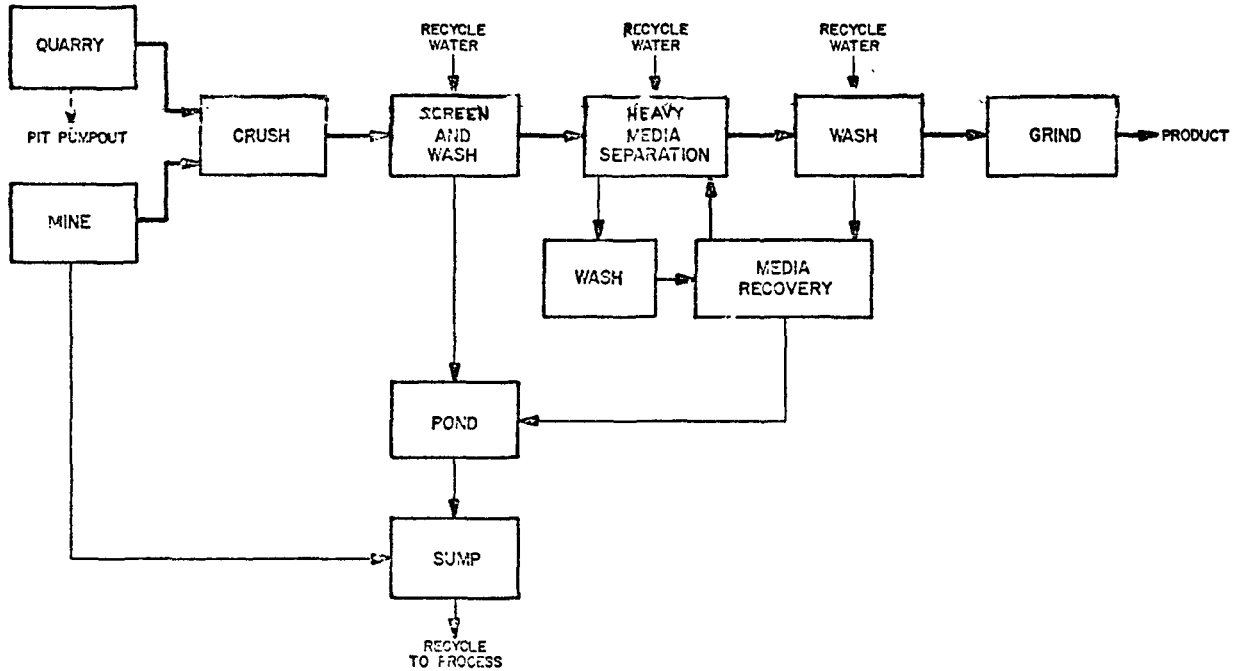 QUARRY
PIT PUMPOUT
MINE
CRUSH
RECYCLE
WATER
SCREEN
AND
WASH
RECYCLE
WATER
HEAVY
MEDIA
SEPARATION
RECYCLE
WATER
WASH
GRIND
PRODUCT
WASH
MEDIA
RECOVERY
POND
SUMP
RECYCLE
TO PROCESS